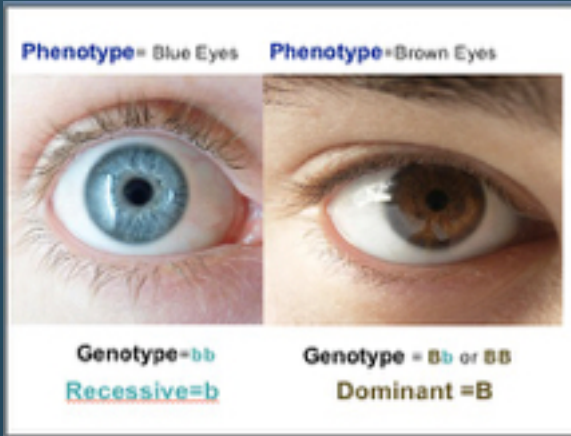 Phenotype= Blue Eyes
Phenotype=Brown Eyes
Genotype=bb
Recessive=b
Genotype = Bb or BB
Dominant =B